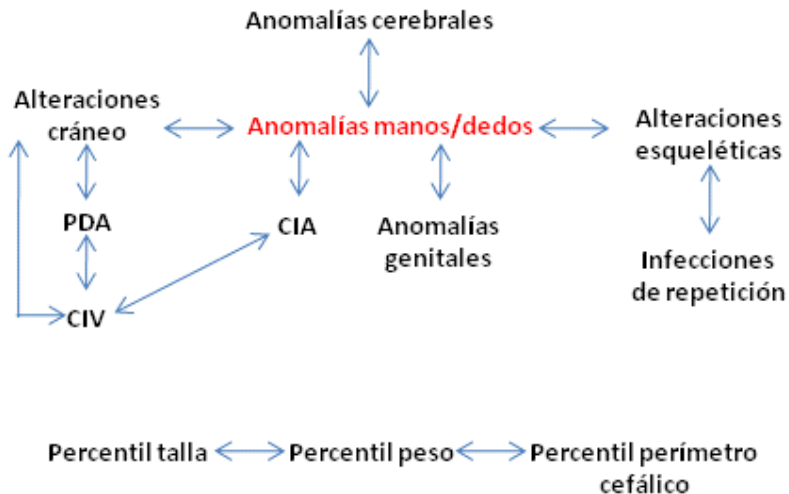 Anomalías cerebrales
Alteraciones
cráneo
Anomalías manos/dedos
Alteraciones
esqueléticas
PDA
CIA
Anomalías
genitales
Infecciones
de repetición
CIV
Percentil talla
Percentil peso
Percentil perímetro
cefálico